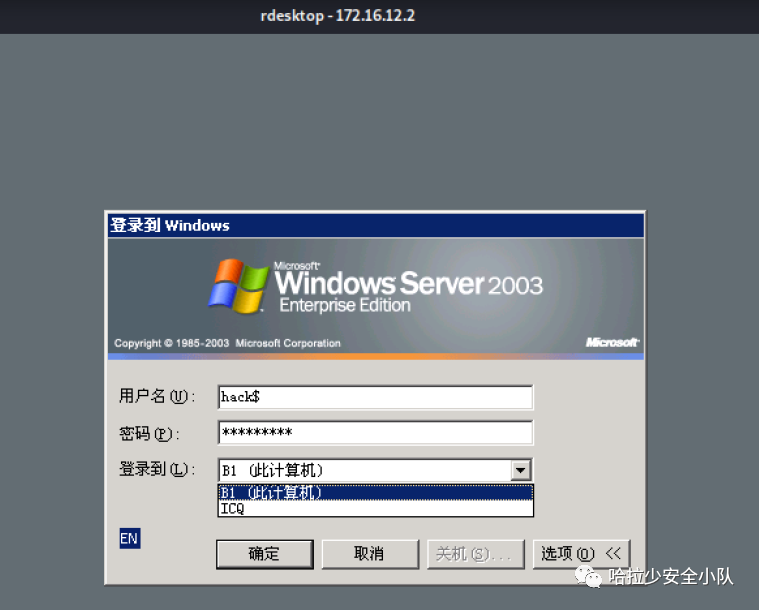 rdesktop - 172.16.12.2
登录到 Windows
Microsoft
Windows Server 2003
Enterprise Edition
Copyright © 1985-2003 Microsoft Corporation
Microsoft
用户名(U):
hack$
密码(P):
*********
登录到(L):
B1 (此计算机)
B1 (此计算机)
ICQ
EN
确定
取消
关机(S)...
选项(O) <<
哈拉少安全小队